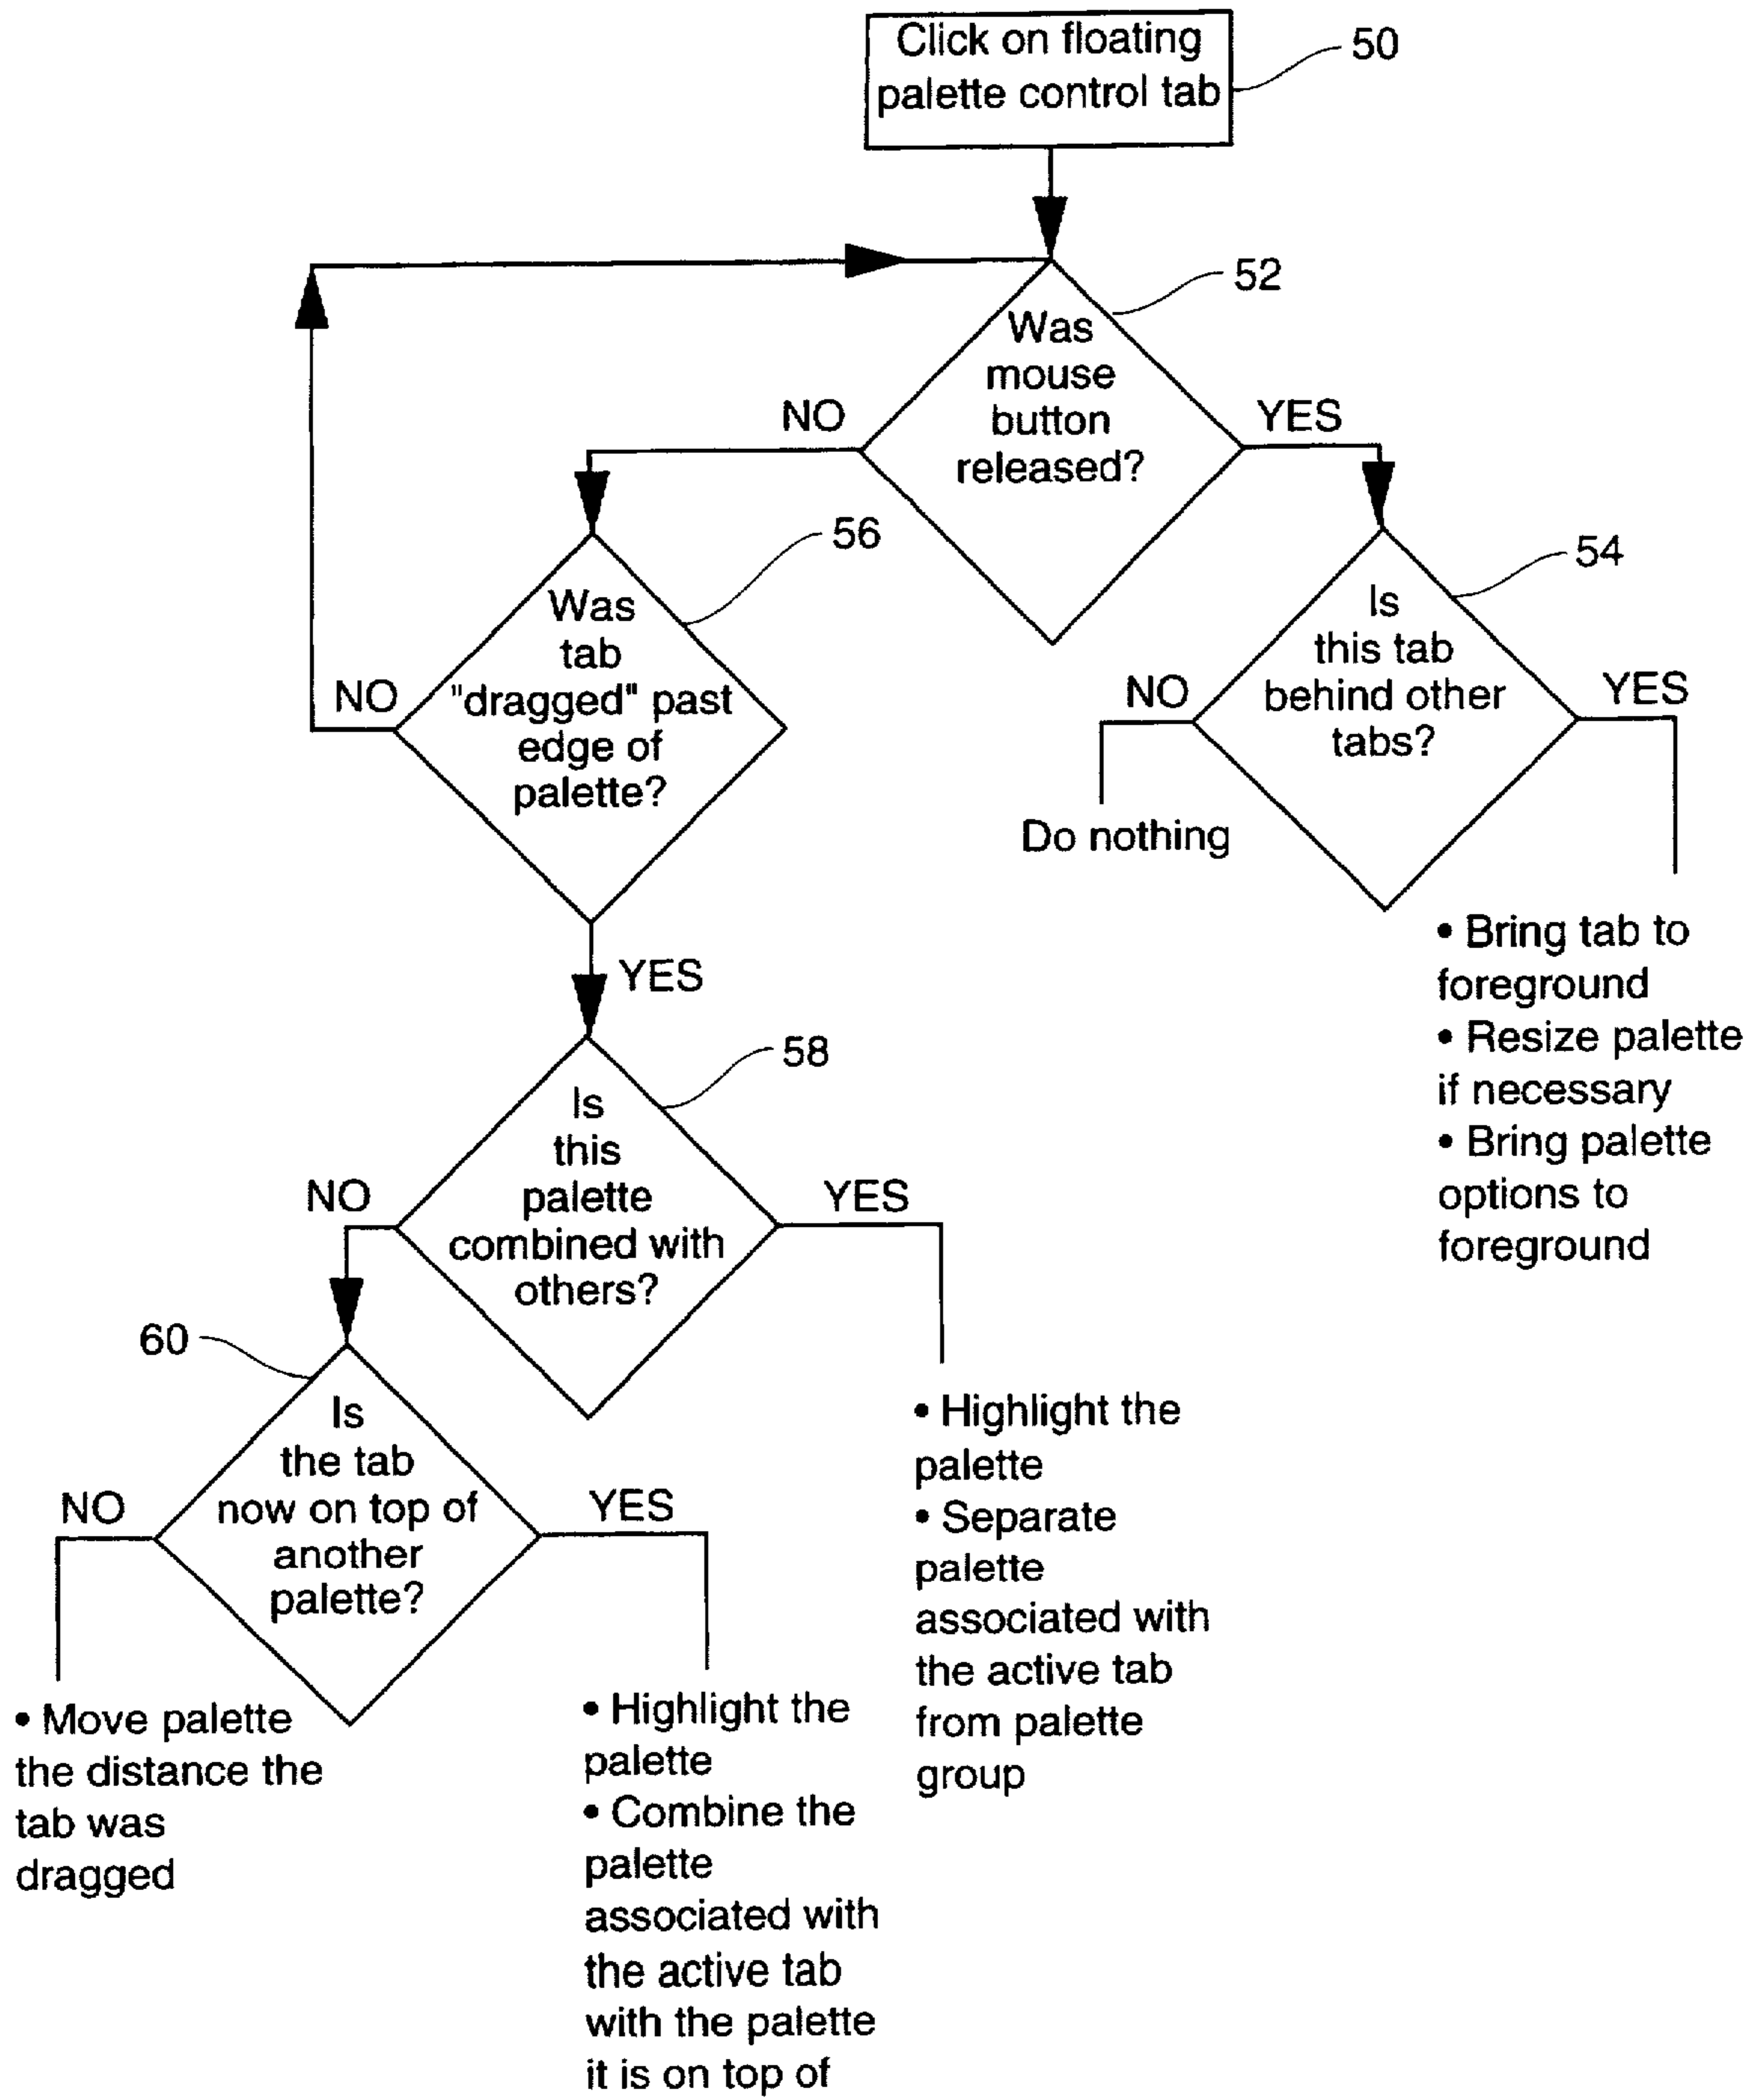 Click on floating
palette control tab
50
52
Was
mouse
button
released?
NO
YES
56
54
Was
tab
"dragged" past
edge of
palette?
NO
YES
Is
this tab
behind other
tabs?
NO
YES
Do nothing
• Bring tab to
foreground
• Resize palette
if necessary
• Bring palette
options to
foreground
58
Is
this
palette
combined with
others?
NO
YES
60
Is
the tab
now on top of
another
palette?
NO
YES
• Highlight the
palette
• Separate
palette
associated with
the active tab
from palette
group
• Move palette
the distance the
tab was
dragged
• Highlight the
palette
• Combine the
palette
associated with
the active tab
with the palette
it is on top of